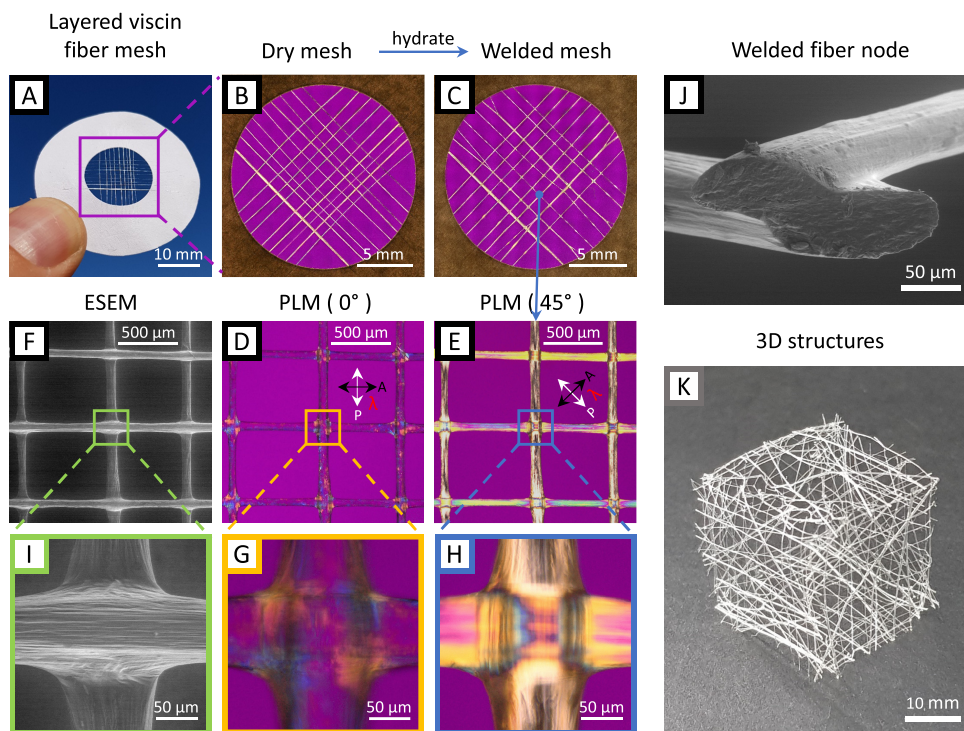 Layered viscin
fiber mesh
Dry mesh
hydrate
Welded mesh
Welded fiber node
A
10 mm
B
5 mm
C
5 mm
J
50 µm
ESEM
PLM ( 0° )
PLM ( 45° )
3D structures
F
500 µm
D
500 µm
A
λ
P
E
500 µm
A
λ
P
K
10 mm
I
50 µm
G
50 µm
H
50 µm